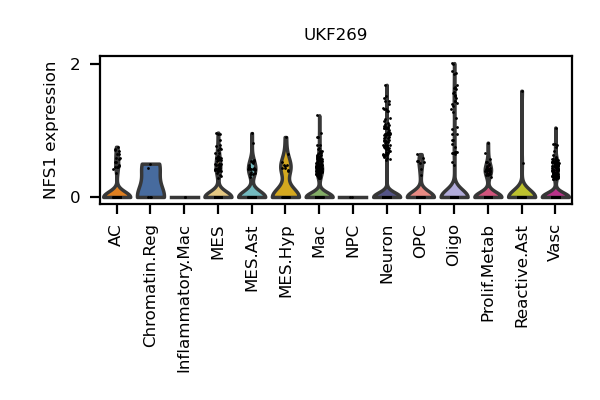 UKF269
NFS1 expression
2
0
AC
Chromatin.Reg
Inflammatory.Mac
MES
MES.Ast
MES.Hyp
Mac
NPC
Neuron
OPC
Oligo
Prolif.Metab
Reactive.Ast
Vasc